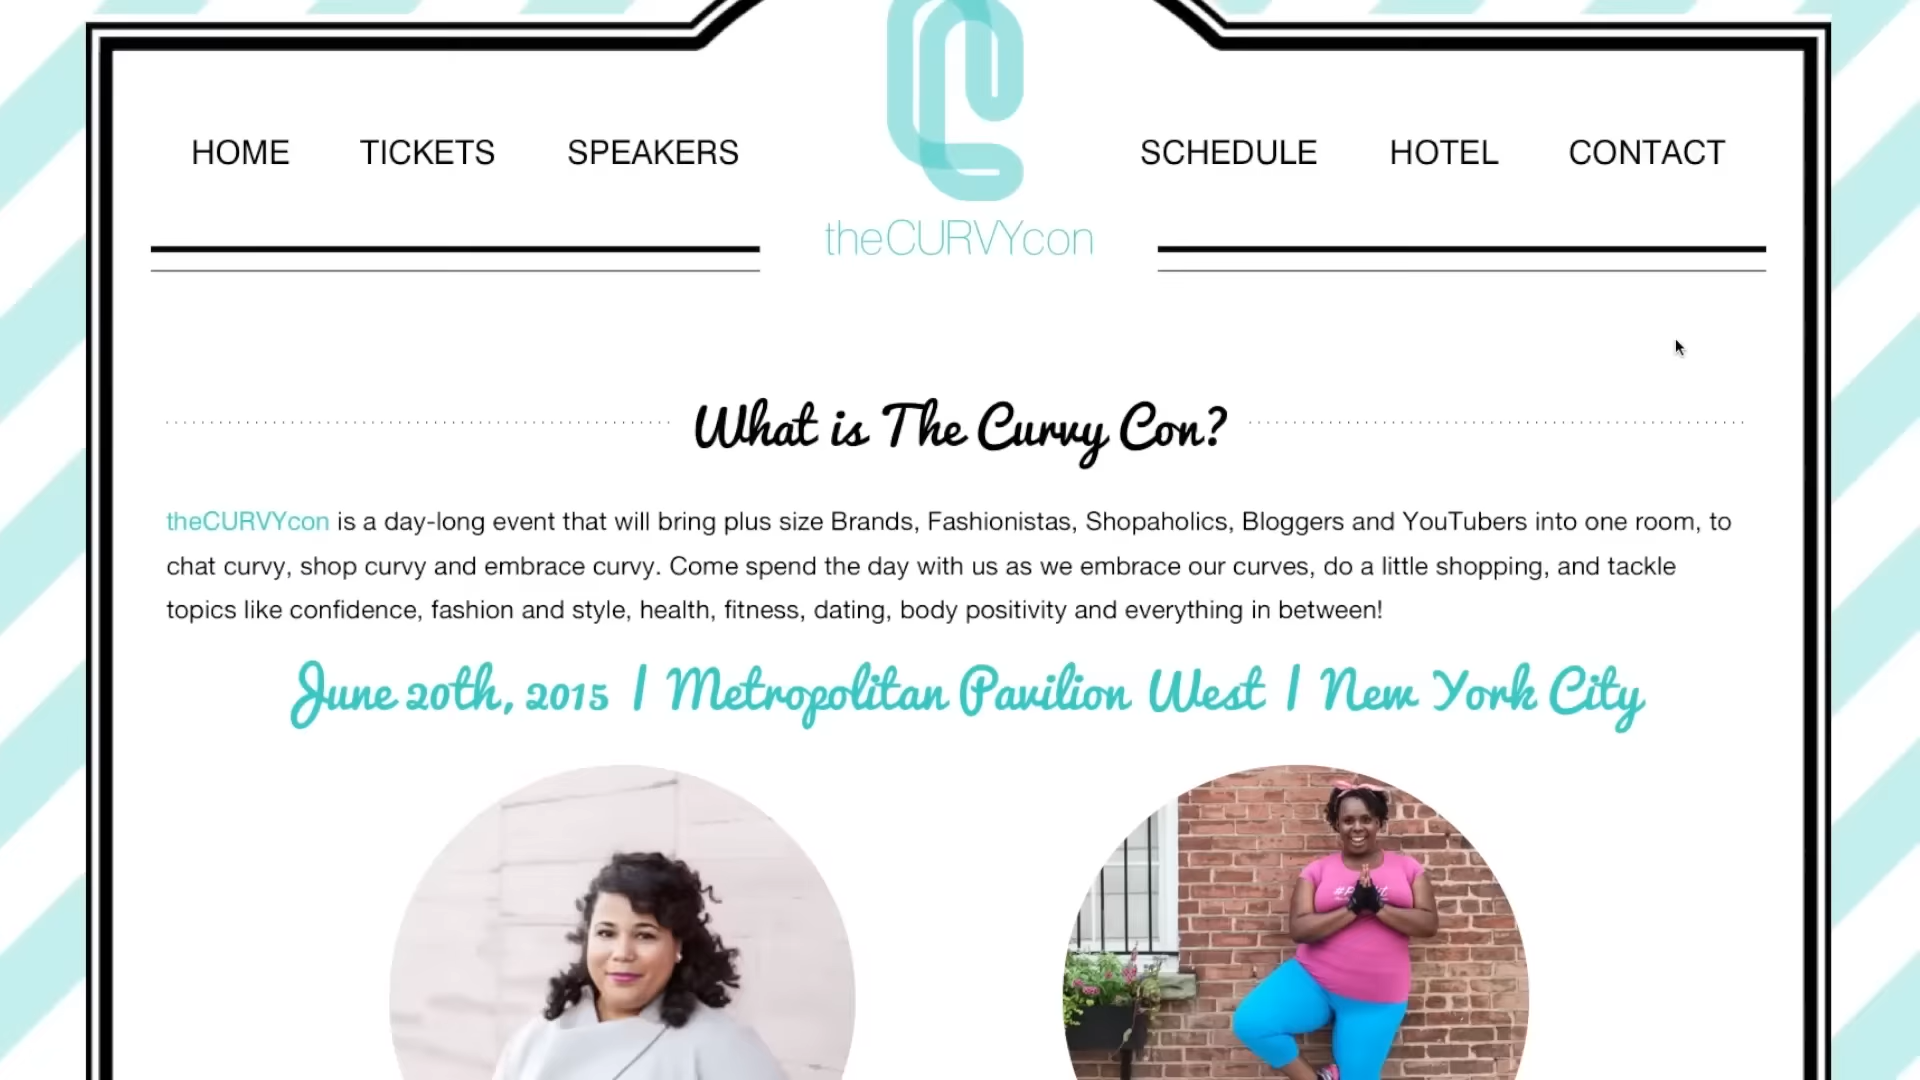 HOME TICKETS SPEAKERS SCHEDULE HOTEL CONTACT
theCURVYcon
What is The Curvy Con?
theCURVYcon is a day-long event that will bring plus size Brands, Fashionistas, Shopaholics, Bloggers and YouTubers into one room, to
chat curvy, shop curvy and embrace curvy. Come spend the day with us as we embrace our curves, do a little shopping, and tackle
topics like confidence, fashion and style, health, fitness, dating, body positivity and everything in between!
June 20th, 2015 | Metropolitan Pavilion West | New York City